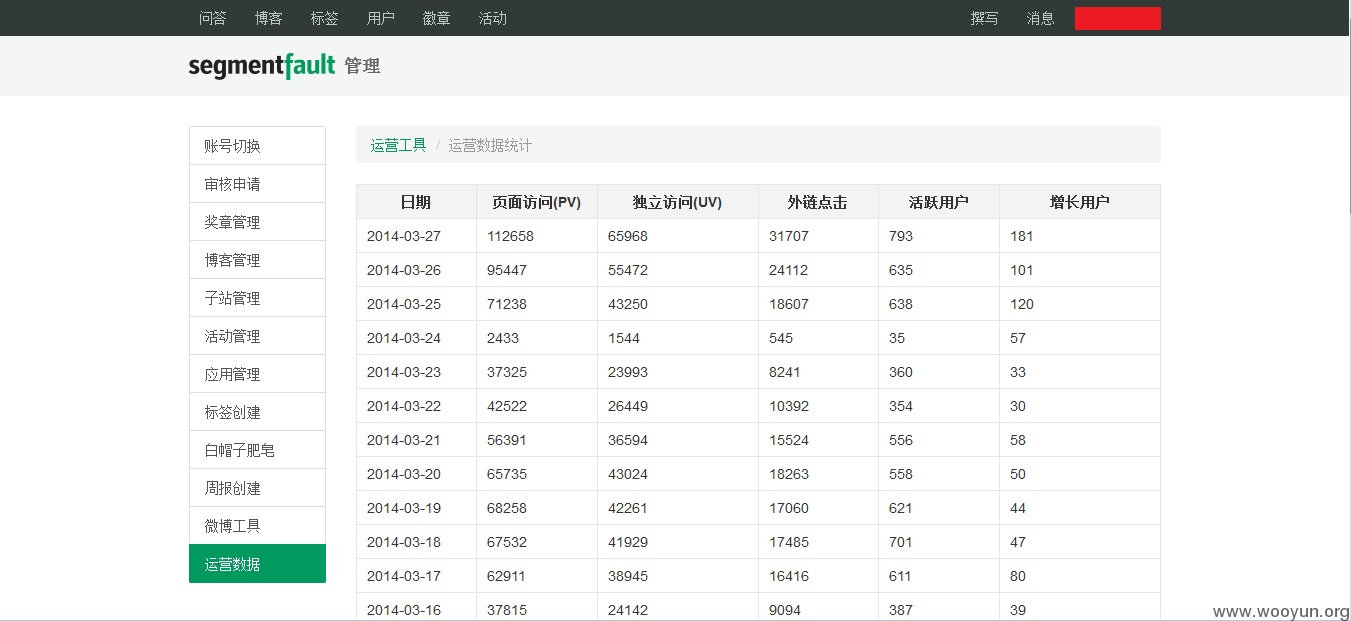 问答 博客 标签 用户 徽章 活动 撰写 消息
segmentfault 管理
账号切换
审核申请
奖章管理
博客管理
子站管理
活动管理
应用管理
标签创建
白帽子肥皂
周报创建
微博工具
运营数据
运营工具 / 运营数据统计
日期 页面访问(PV) 独立访问(UV) 外链点击 活跃用户 增长用户
2014-03-27 112658 65968 31707 793 181
2014-03-26 95447 55472 24112 635 101
2014-03-25 71238 43250 18607 638 120
2014-03-24 2433 1544 545 35 57
2014-03-23 37325 23993 8241 360 33
2014-03-22 42522 26449 10392 354 30
2014-03-21 56391 36594 15524 556 58
2014-03-20 65735 43024 18263 558 50
2014-03-19 68258 42261 17060 621 44
2014-03-18 67532 41929 17485 701 47
2014-03-17 62911 38945 16416 611 80
2014-03-16 37815 24142 9094 387 39
www.wooyun.org